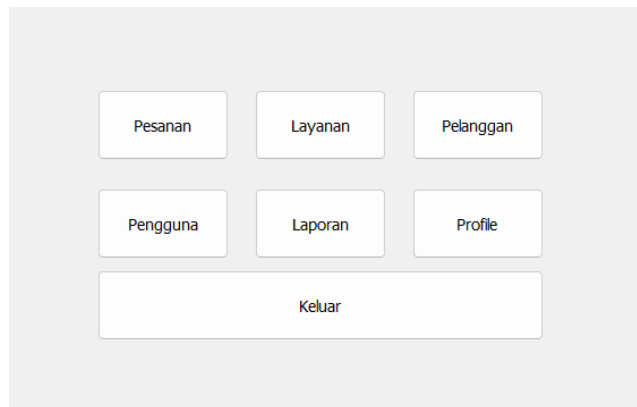 Pesanan
Layanan
Pelanggan
Pengguna
Laporan
Profile
Keluar